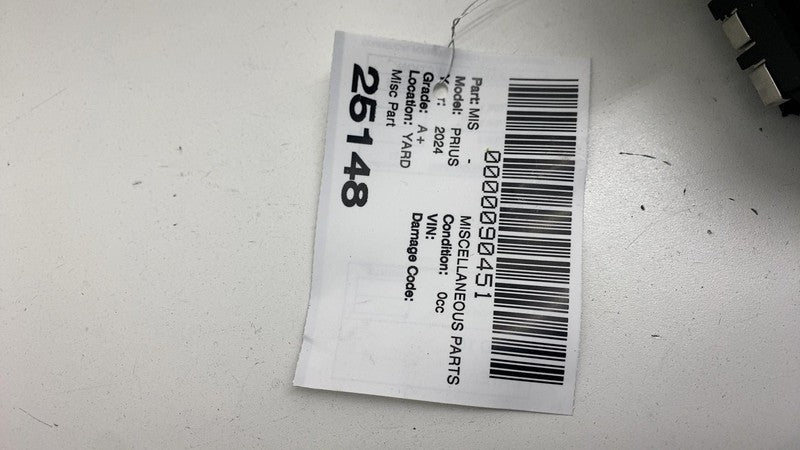 0000090451
Part: MIS - MISCELLANEOUS PARTS
Model: PRIUS Condition: 0cc
2024 VIN:
Grade: A+ Damage Code:
Location: YARD
Misc Part
25148